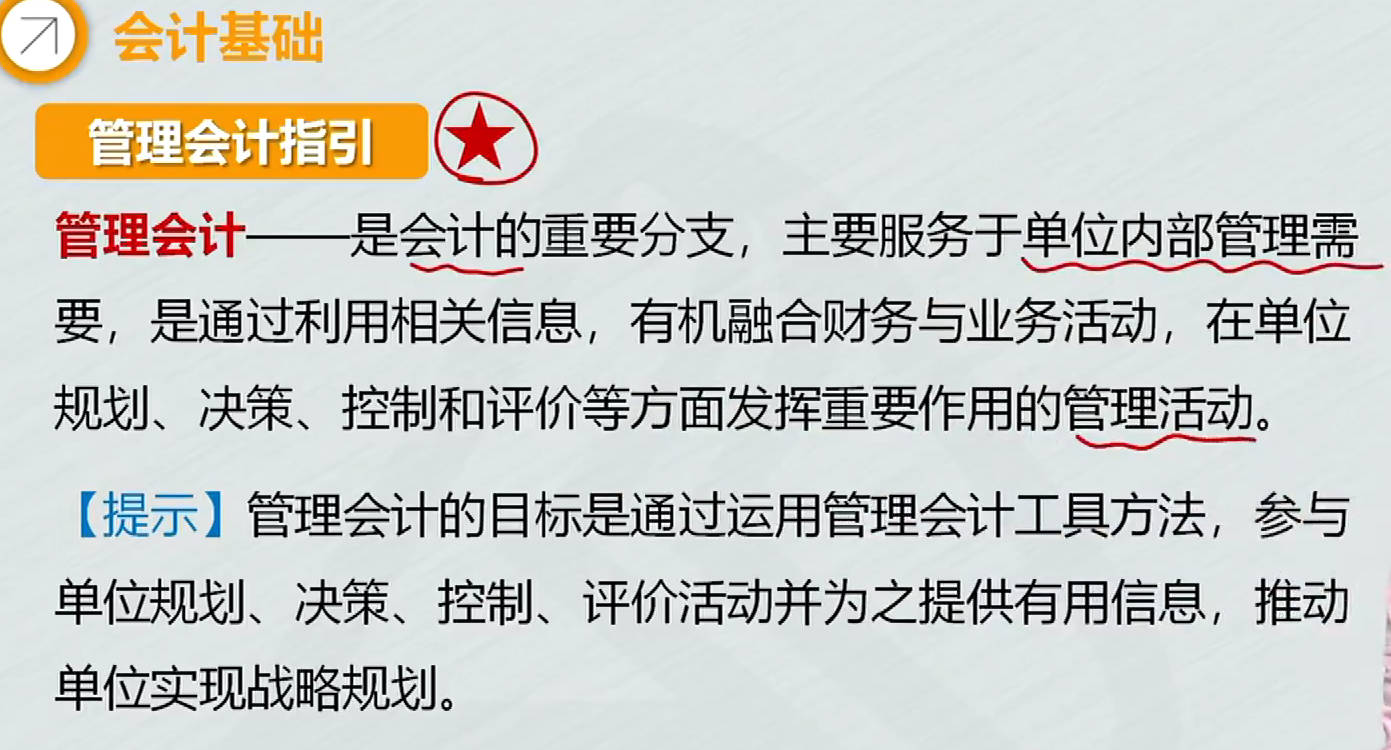 会计基础
管理会计指引
管理会计——是会计的重要分支，主要服务于单位内部管理需
要，是通过利用相关信息，有机融合财务与业务活动，在单位
规划、决策、控制和评价等方面发挥重要作用的管理活动。
【提示】管理会计的目标是通过运用管理会计工具方法，参与
单位规划、决策、控制、评价活动并为之提供有用信息，推动
单位实现战略规划。